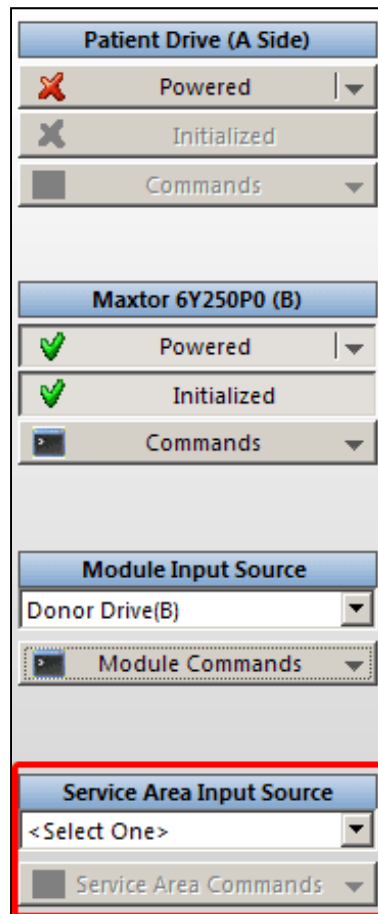 Patient Drive (A Side)
Powered
Initialized
Commands
Maxtor 6Y250P0 (B)
Powered
Initialized
Commands
Module Input Source
Donor Drive(B)
Module Commands
Service Area Input Source
<Select One>
Service Area Commands